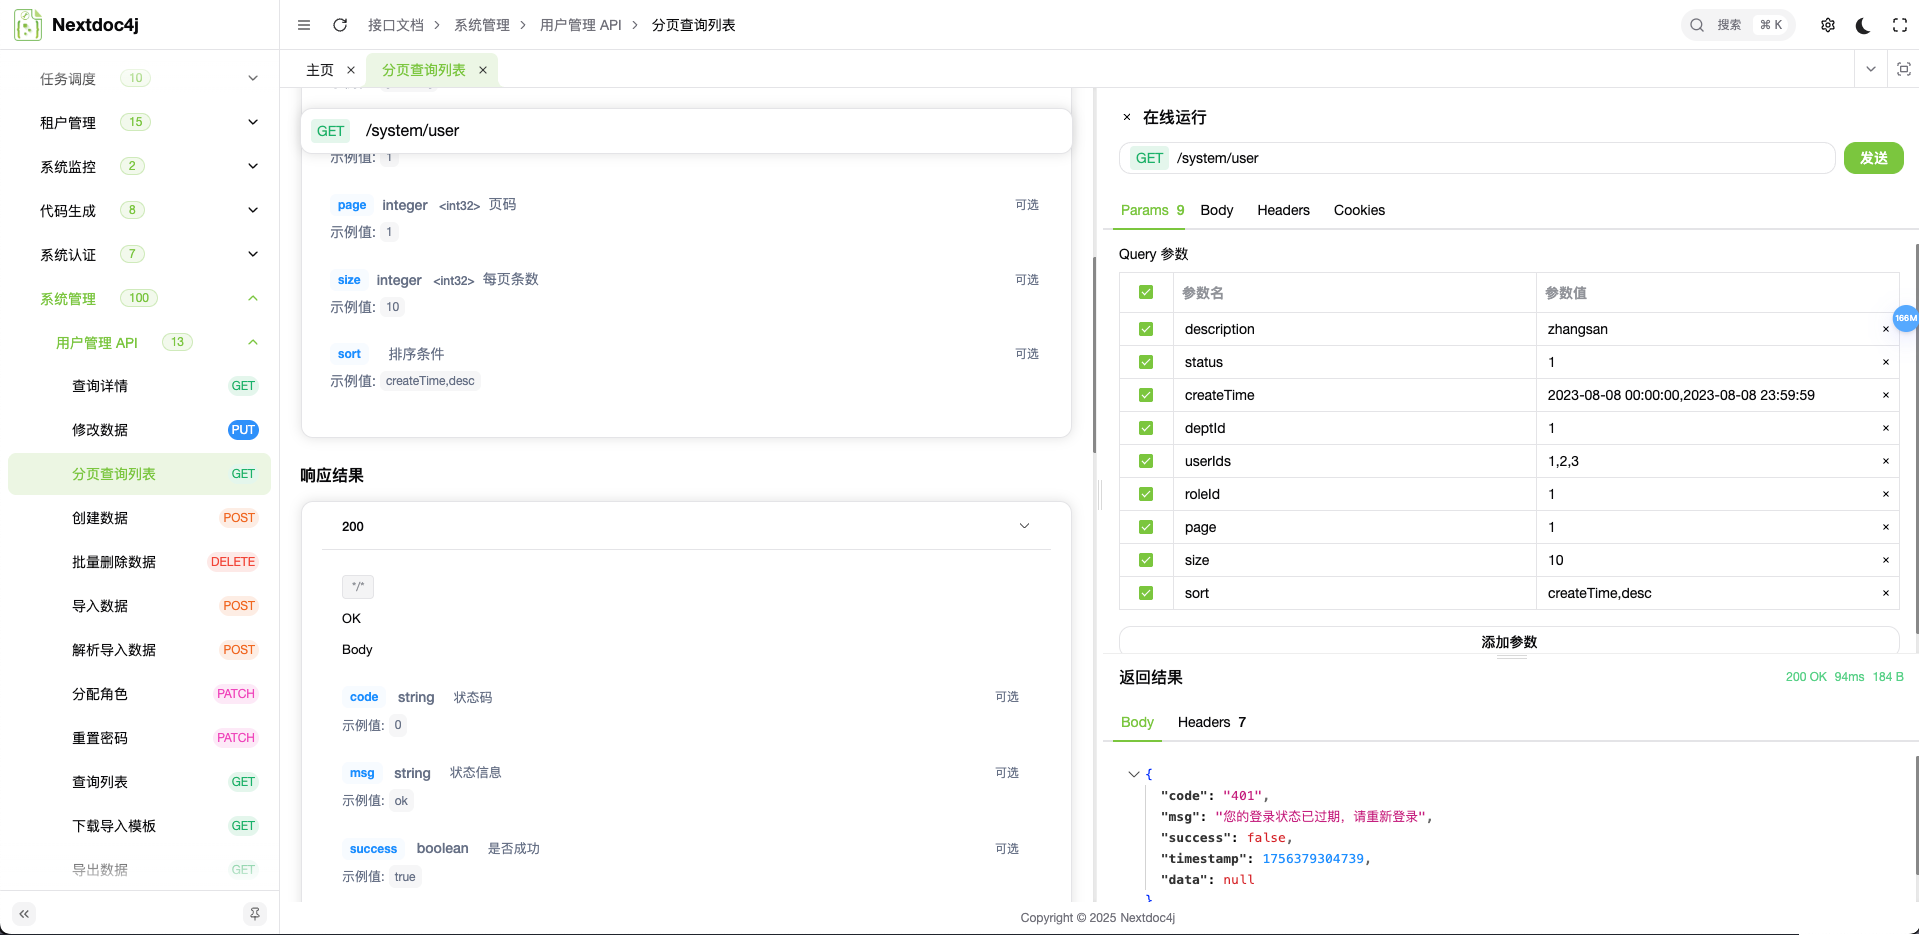 Nextdoc4j
接口文档 > 系统管理 > 用户管理 API > 分页查询列表
搜索 ⌘ K
主页 ×
分页查询列表 ×
任务调度 10
租户管理 15
系统监控 2
代码生成 8
系统认证 7
系统管理 100
用户管理 API 13
查询详情 GET
修改数据 PUT
分页查询列表 GET
创建数据 POST
批量删除数据 DELETE
导入数据 POST
解析导入数据 POST
分配角色 PATCH
重置密码 PATCH
查询列表 GET
下载导入模板 GET
导出数据 GET
GET /system/user
示例值: 1
page integer <int32> 页码 可选
示例值: 1
size integer <int32> 每页条数 可选
示例值: 10
sort 排序条件 可选
示例值: createTime,desc
响应结果
200
*/*
OK
Body
code string 状态码 可选
示例值: 0
msg string 状态信息 可选
示例值: ok
success boolean 是否成功 可选
示例值: true
× 在线运行
GET /system/user 发送
Params 9 Body Headers Cookies
Query 参数
参数名 参数值
description zhangsan ×
166M
status 1 ×
createTime 2023-08-08 00:00:00,2023-08-08 23:59:59 ×
deptId 1 ×
userIds 1,2,3 ×
roleId 1 ×
page 1 ×
size 10 ×
sort createTime,desc ×
添加参数
返回结果 200 OK 94ms 184 B
Body Headers 7
{
"code": "401",
"msg": "您的登录状态已过期，请重新登录",
"success": false,
"timestamp": 1756379304739,
"data": null
}
Copyright © 2025 Nextdoc4j